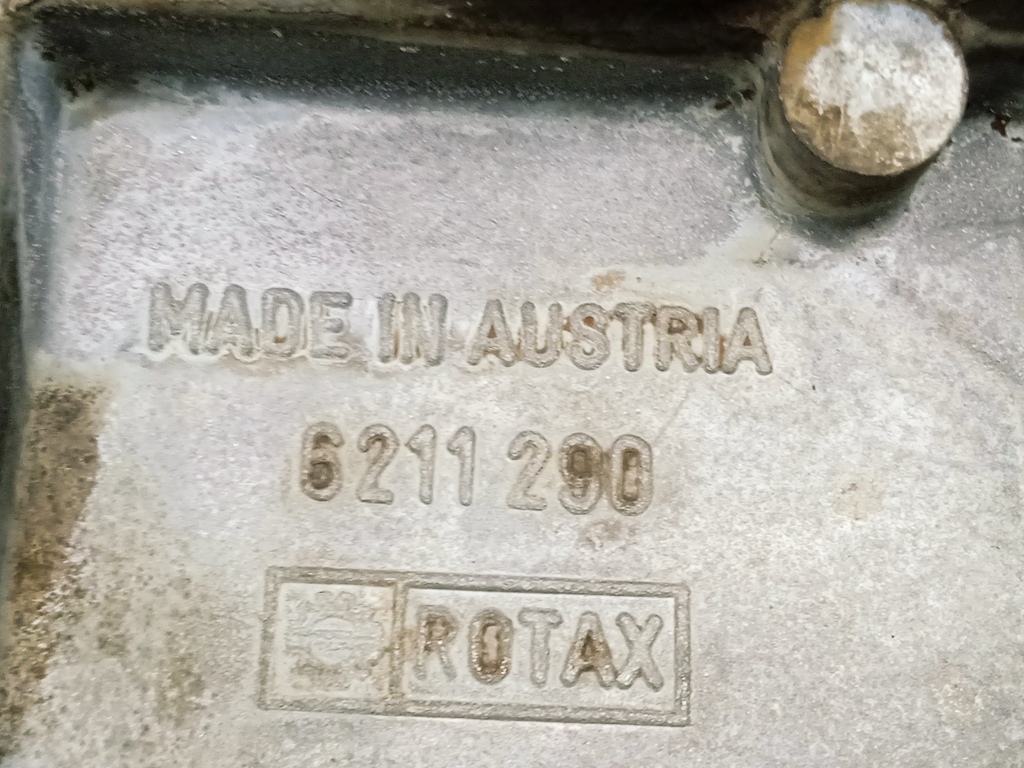 MADE IN AUSTRIA
6211 290
ROTAX